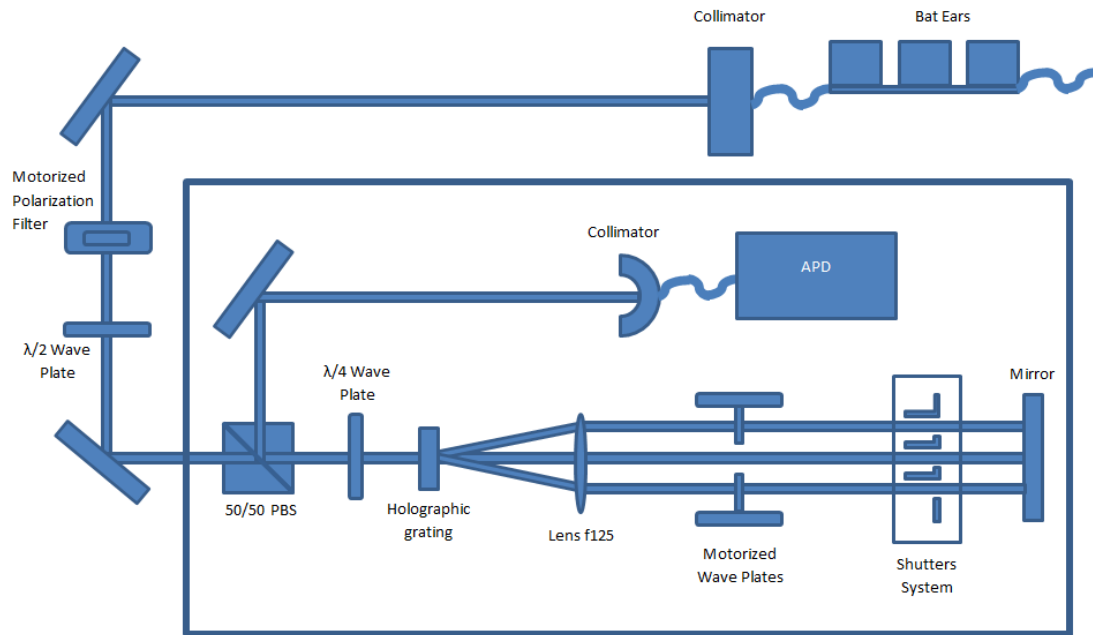 Collimator
Bat Ears
Motorized
Polarization
Filter
Collimator
APD
λ/2 Wave
Plate
λ/4 Wave
Plate
Mirror
50/50 PBS
Holographic
grating
Lens f125
Motorized
Wave Plates
Shutters
System